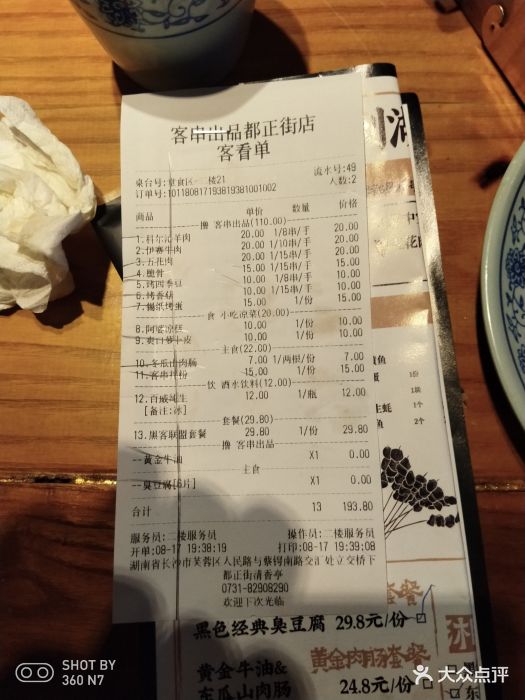 客串出品都正街店
客看单
桌台号:堂食区-二楼21 流水号:49
订单号:101180817193819381001002 人数:2
商品 单价 数量 价格
撸 客串出品(110.00)
1.科尔沁羊肉 20.00 1/8串/手 20.00
2.伊赛牛肉 20.00 1/10串/手 20.00
3.五花肉 20.00 1/15串/手 20.00
4.脆骨 15.00 1/15串/手 15.00
5.烤四季豆 10.00 1/8串/手 10.00
6.烤香菇 10.00 1/15串/手 10.00
7.锡纸烤蛋 15.00 1/份 15.00
食 小吃凉菜(20.00)
8.阿婆凉糕 10.00 1/份 10.00
9.爽口萝卜皮 10.00 1/份 10.00
主食(22.00)
10.冬瓜山肉肠 7.00 1/两根/份 7.00
11.客串拌粉 15.00 1/份 15.00
饮 酒水饮料(12.00)
12.百威纯生 12.00 1/瓶 12.00
[备注:冰]
套餐(29.80)
13.黑客联盟套餐 29.80 1/份 29.80
撸 客串出品
--黄金牛油 X1 0.00
主食
--臭豆腐[6片] X1 0.00
合计 13 193.80
服务员:二楼服务员 操作员:二楼服务员
开单:08-17 19:38:19 打印:08-17 19:39:08
湖南省长沙市芙蓉区人民路与蔡锷南路交汇处立交桥下
都正街清香亭
0731-82908290
欢迎下次光临
黑色经典臭豆腐 29.8元/份
黄金牛油& 黄金肉肠套餐
冬瓜山肉肠 24.8元/份
SHOT BY
360 N7
大众点评